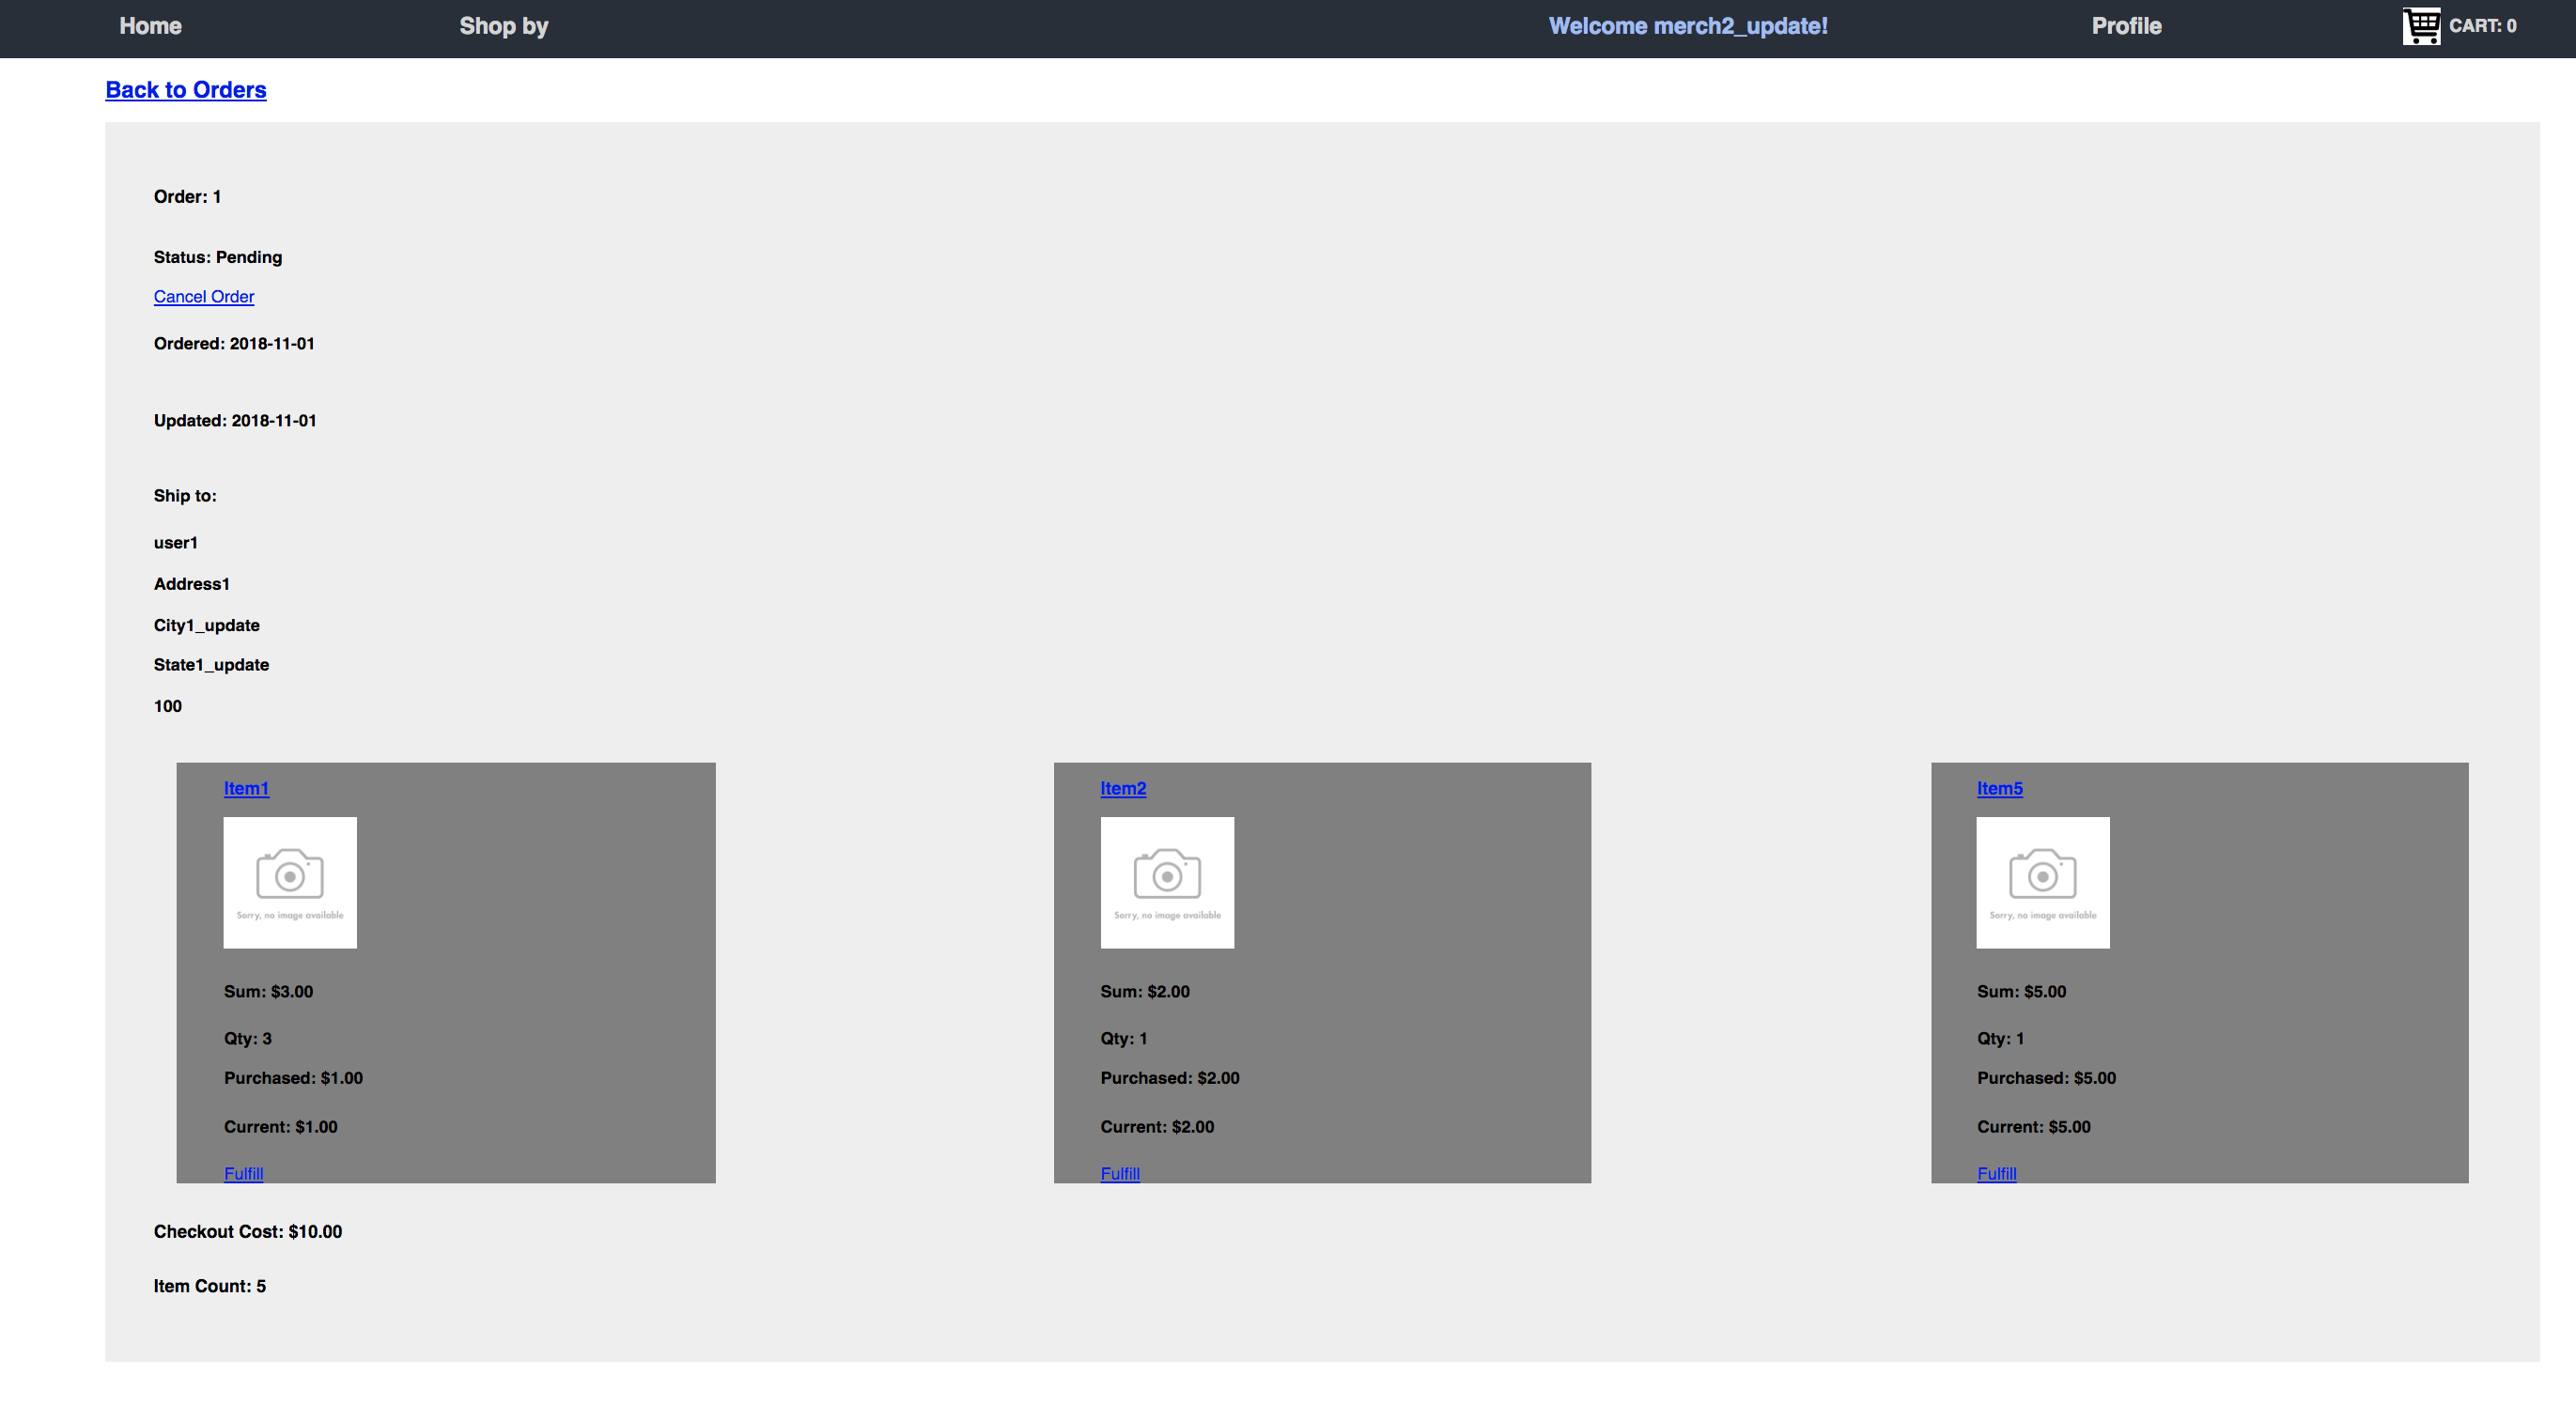 Home Shop by Welcome merch2_update! Profile CART: 0
Back to Orders
Order: 1
Status: Pending
Cancel Order
Ordered: 2018-11-01
Updated: 2018-11-01
Ship to:
user1
Address1
City1_update
State1_update
100
Item1
Sorry, no image available
Sum: $3.00
Qty: 3
Purchased: $1.00
Current: $1.00
Fulfill
Item2
Sorry, no image available
Sum: $2.00
Qty: 1
Purchased: $2.00
Current: $2.00
Fulfill
Item5
Sorry, no image available
Sum: $5.00
Qty: 1
Purchased: $5.00
Current: $5.00
Fulfill
Checkout Cost: $10.00
Item Count: 5